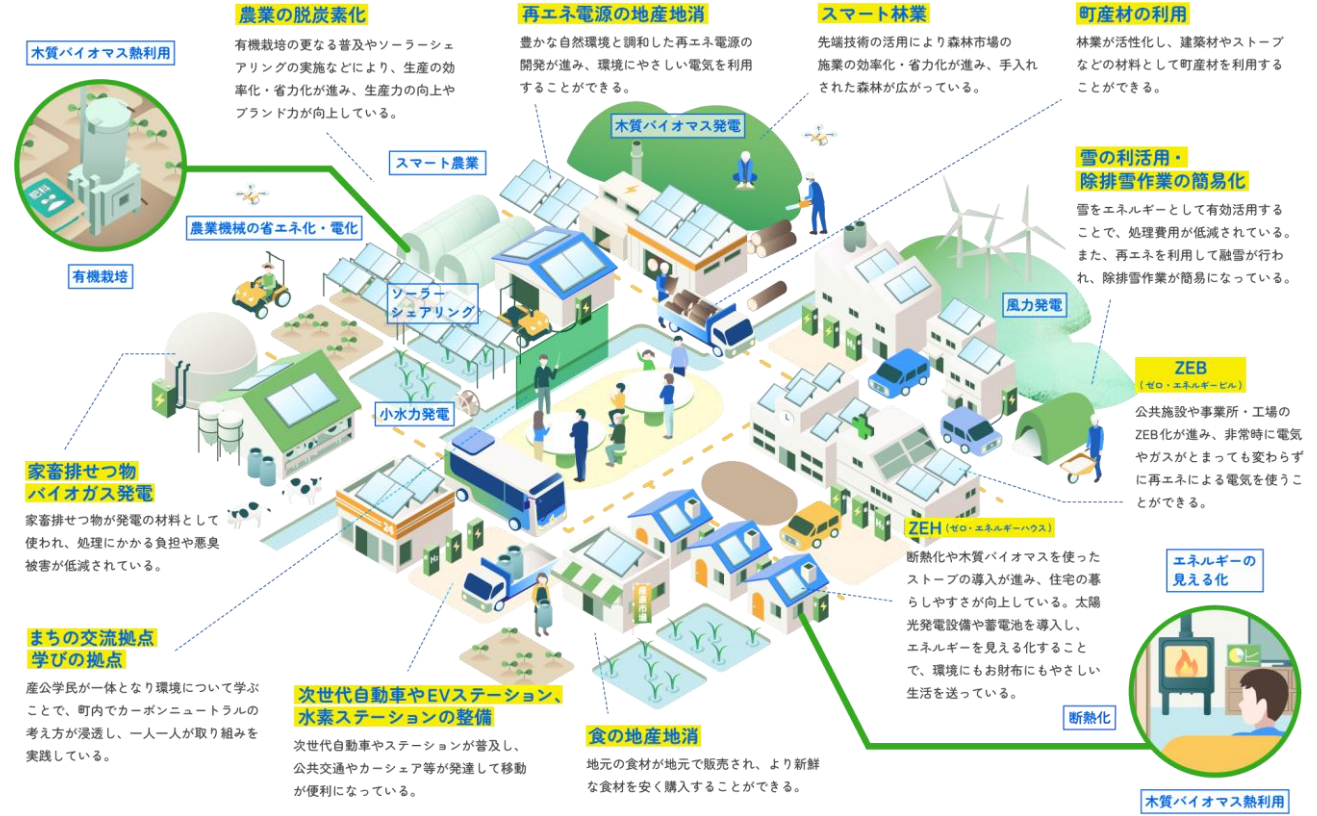 農業の脱炭素化
有機栽培の更なる普及やソーラーシェ
アリングの実施などにより、生産の効
率化・省力化が進み、生産力の向上や
ブランド力が向上している。
再エネ電源の地産地消
豊かな自然環境と調和した再エネ電源の
開発が進み、環境にやさしい電気を利用
することができる。
スマート林業
先端技術の活用により森林市場の
施業の効率化・省力化が進み、手入れ
された森林が広がっている。
町産材の利用
林業が活性化し、建築材やストーブ
などの材料として町産材を利用する
ことができる。
木質バイオマス熱利用
肥料
有機栽培
スマート農業
農業機械の省エネ化・電化
ソーラー
シェアリング
木質バイオマス発電
雪の利活用・
除排雪作業の簡易化
雪をエネルギーとして有効活用する
ことで、処理費用が低減されている。
また、再エネを利用して融雪が行わ
れ、除排雪作業が簡易になっている。
風力発電
小水力発電
ZEB
(ゼロ・エネルギービル)
公共施設や事業所・工場の
ZEB化が進み、非常時に電気
やガスがとまっても変わらず
に再エネによる電気を使うこ
とができる。
家畜排せつ物
バイオガス発電
家畜排せつ物が発電の材料として
使われ、処理にかかる負担や悪臭
被害が低減されている。
24
H2
H2
H2
産直市場
ZEH(ゼロ・エネルギーハウス)
断熱化や木質バイオマスを使った
ストーブの導入が進み、住宅の暮
らしやすさが向上している。太陽
光発電設備や蓄電池を導入し、
エネルギーを見える化すること
で、環境にもお財布にもやさしい
生活を送っている。
エネルギーの
見える化
断熱化
木質バイオマス熱利用
まちの交流拠点
学びの拠点
産公学民が一体となり環境について学ぶ
ことで、町内でカーボンニュートラルの
考え方が浸透し、一人一人が取り組みを
実践している。
次世代自動車やEVステーション、
水素ステーションの整備
次世代自動車やステーションが普及し、
公共交通やカーシェア等が発達して移動
が便利になっている。
食の地産地消
地元の食材が地元で販売され、より新鮮
な食材を安く購入することができる。